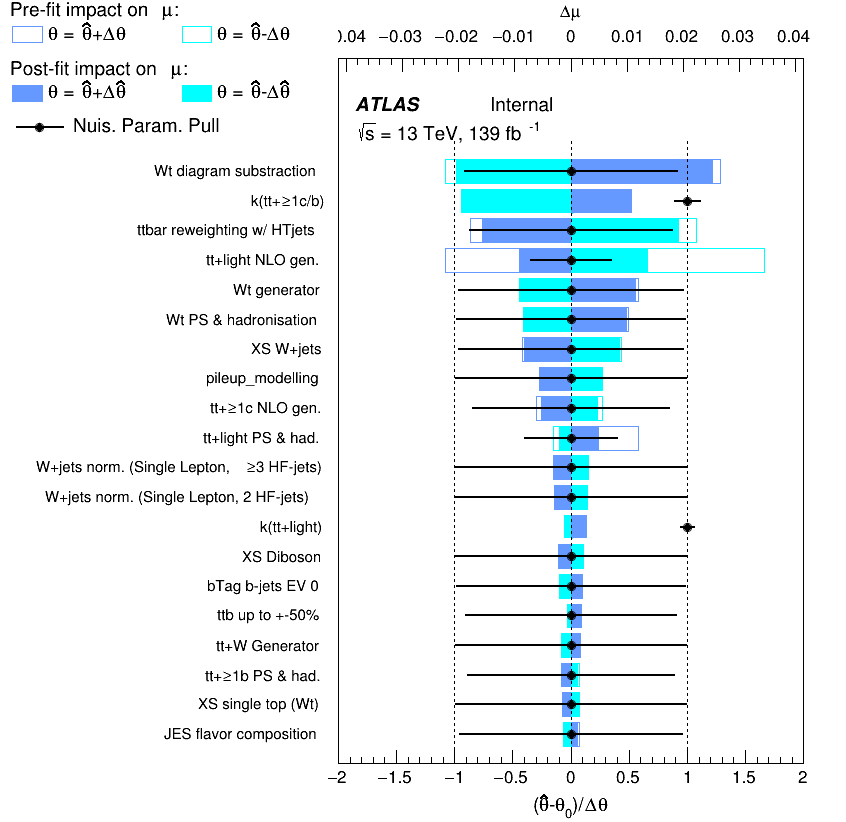 Pre-fit impact on μ:
θ = θ̂+Δθ θ = θ̂-Δθ
Post-fit impact on μ:
θ = θ̂+Δθ̂ θ = θ̂-Δθ̂
Nuis. Param. Pull
Δμ
0.04 −0.03 −0.02 −0.01 0 0.01 0.02 0.03 0.04
ATLAS Internal
√s = 13 TeV, 139 fb⁻¹
Wt diagram substraction
k(tt+≥1c/b)
ttbar reweighting w/ HTjets
tt+light NLO gen.
Wt generator
Wt PS & hadronisation
XS W+jets
pileup_modelling
tt+≥1c NLO gen.
tt+light PS & had.
W+jets norm. (Single Lepton, ≥3 HF-jets)
W+jets norm. (Single Lepton, 2 HF-jets)
k(tt+light)
XS Diboson
bTag b-jets EV 0
ttb up to +-50%
tt+W Generator
tt+≥1b PS & had.
XS single top (Wt)
JES flavor composition
−2 −1.5 −1 −0.5 0 0.5 1 1.5 2
(θ̂-θ₀)/Δθ